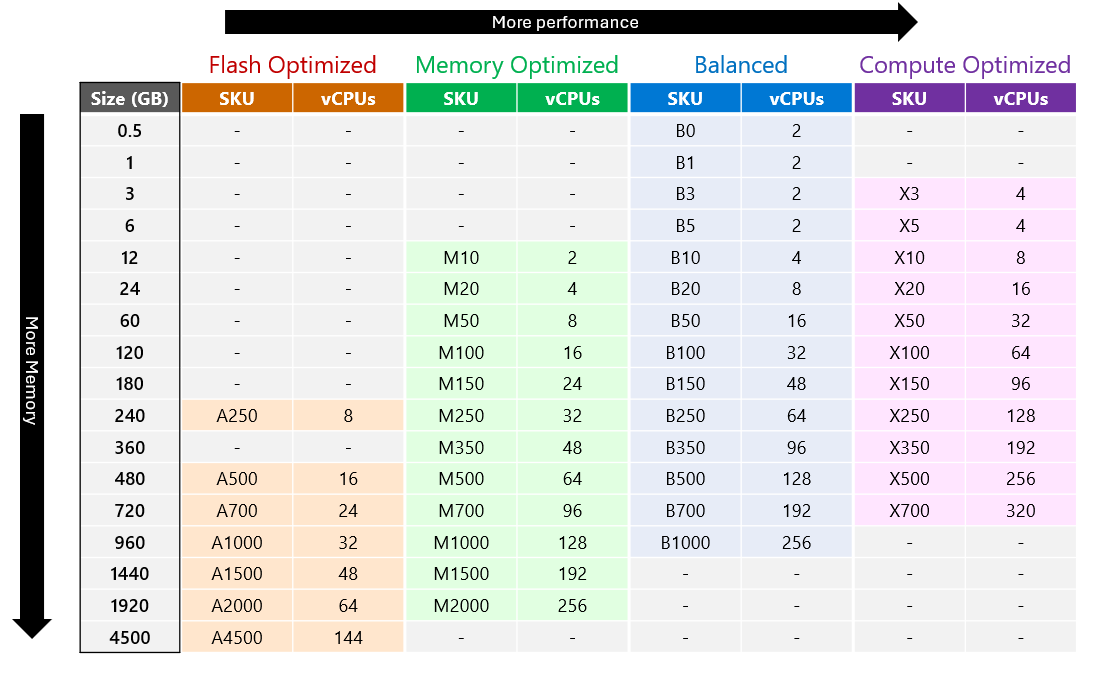 More performance
Flash Optimized Memory Optimized Balanced Compute Optimized
Size (GB) SKU vCPUs SKU vCPUs SKU vCPUs SKU vCPUs
0.5 - - - - B0 2 - -
1 - - - - B1 2 - -
3 - - - - B3 2 X3 4
6 - - - - B5 2 X5 4
12 - - M10 2 B10 4 X10 8
24 - - M20 4 B20 8 X20 16
60 - - M50 8 B50 16 X50 32
120 - - M100 16 B100 32 X100 64
180 - - M150 24 B150 48 X150 96
240 A250 8 M250 32 B250 64 X250 128
360 - - M350 48 B350 96 X350 192
480 A500 16 M500 64 B500 128 X500 256
720 A700 24 M700 96 B700 192 X700 320
960 A1000 32 M1000 128 B1000 256 - -
1440 A1500 48 M1500 192 - - - -
1920 A2000 64 M2000 256 - - - -
4500 A4500 144 - - - - - -
More Memory